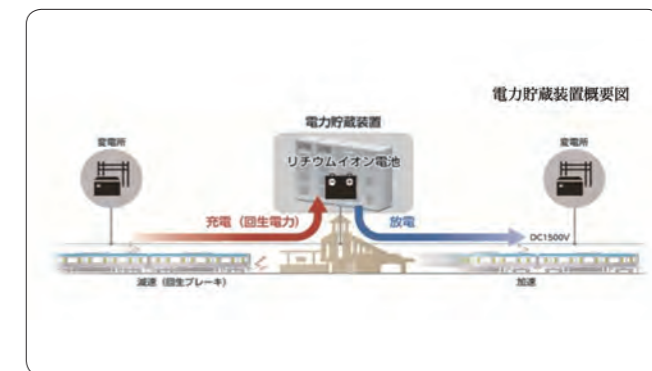 電力貯蔵装置概要図
電力貯蔵装置
変電所
リチウムイオン電池
変電所
充電（回生電力）
放電
DC1500V
減速（回生ブレーキ）
加速